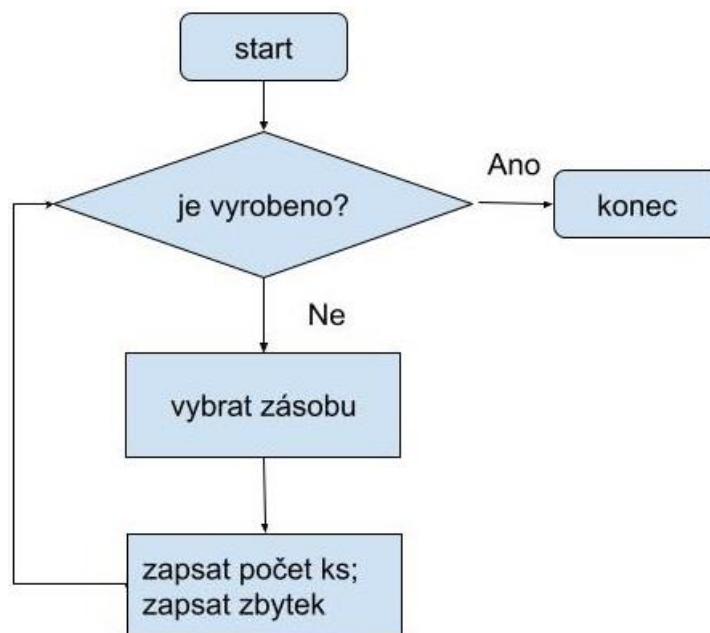 start
je vyrobeno?
Ano
konec
Ne
vybrat zásobu
zapsat počet ks;
zapsat zbytek